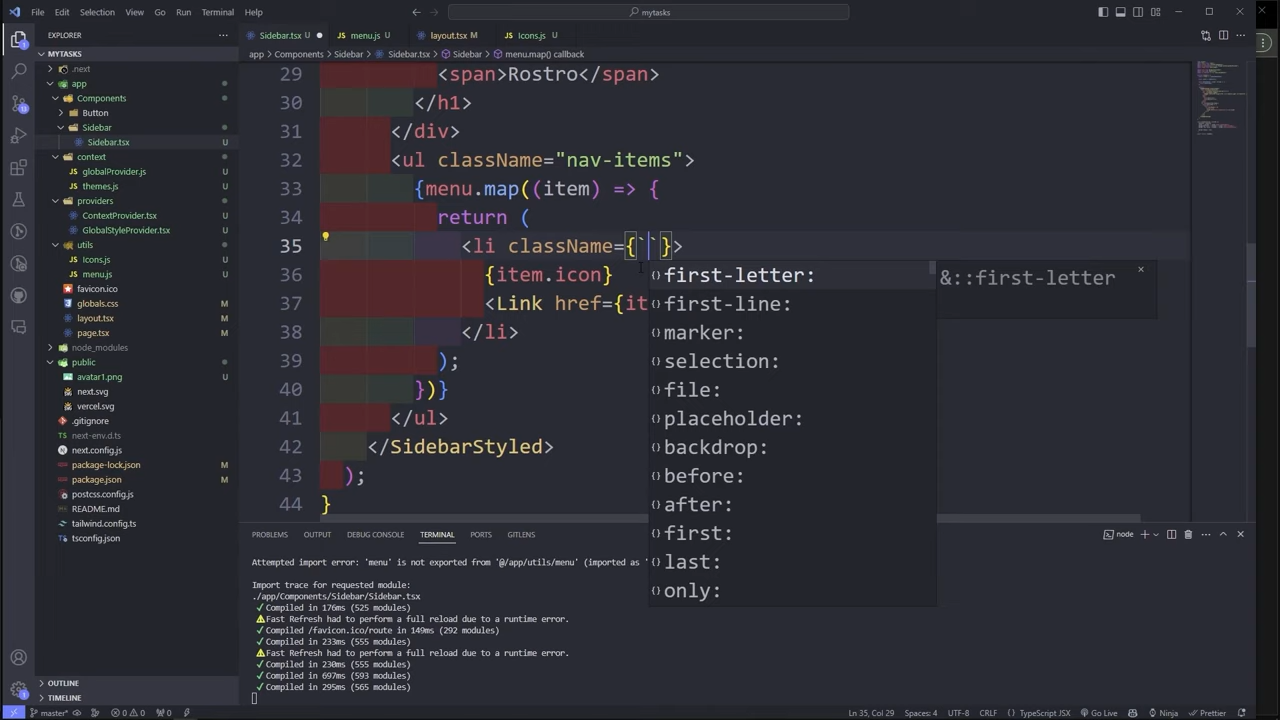 File Edit Selection View Go Run Terminal Help
mytasks
EXPLORER
Sidebar.tsx U
menu.js U
layout.tsx U
Icons.js U
MYTASKS
app > Components > Sidebar > Sidebar.tsx > Sidebar > menu.map() callback
.next
app
Components
Button
Sidebar
Sidebar.tsx U
context
globalProvider.js U
themes.js U
providers
ContextProvider.tsx U
GlobalStyleProvider.tsx U
utils
Icons.js U
menu.js U
favicon.ico
globals.css M
layout.tsx M
page.tsx M
node_modules
public
avatar1.png U
next.svg
vercel.svg
.gitignore
next-env.d.ts
next.config.js
package-lock.json M
package.json M
postcss.config.js
README.md
tailwind.config.ts
tsconfig.json
OUTLINE
TIMELINE
29 <span>Rostro</span>
30 </h1>
31 </div>
32 <ul className="nav-items">
33 {menu.map((item) => {
34 return (
35 <li className={``}>
36 {item.icon}
37 <Link href={it
38 </li>
39 );
40 })}
41 </ul>
42 </SidebarStyled>
43 );
44 }
first-letter:
first-line:
marker:
selection:
file:
placeholder:
backdrop:
before:
after:
first:
last:
only:
&::first-letter
PROBLEMS OUTPUT DEBUG CONSOLE TERMINAL PORTS GITLENS
node
Attempted import error: 'menu' is not exported from '@/app/utils/menu' (imported as '
Import trace for requested module:
./app/Components/Sidebar/Sidebar.tsx
✓ Compiled in 176ms (525 modules)
⚠ Fast Refresh had to perform a full reload due to a runtime error.
✓ Compiled /favicon.ico/route in 149ms (292 modules)
✓ Compiled in 233ms (555 modules)
⚠ Fast Refresh had to perform a full reload due to a runtime error.
✓ Compiled in 230ms (555 modules)
✓ Compiled in 697ms (593 modules)
✓ Compiled in 295ms (565 modules)
master* 0 0 0 Ln 35, Col 29 Spaces: 4 UTF-8 CRLF TypeScript JSX Go Live Ninja Prettier